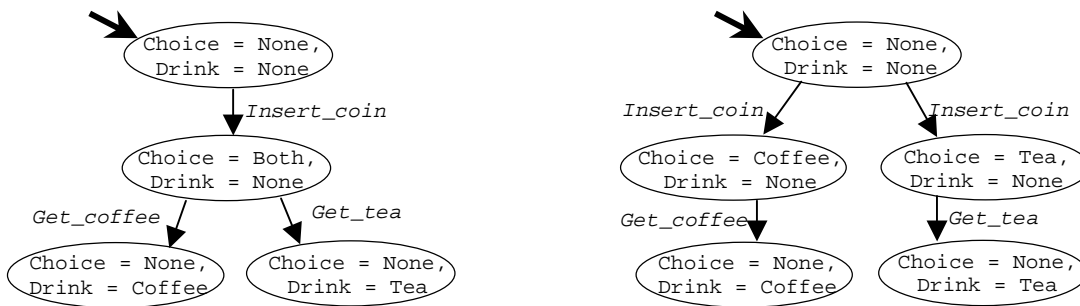 Choice = None,
Drink = None
Insert_coin
Choice = Both,
Drink = None
Get_coffee
Get_tea
Choice = None,
Drink = Coffee
Choice = None,
Drink = Tea
Choice = None,
Drink = None
Insert_coin
Insert_coin
Choice = Coffee,
Drink = None
Choice = Tea,
Drink = None
Get_coffee
Get_tea
Choice = None,
Drink = Coffee
Choice = None,
Drink = Tea